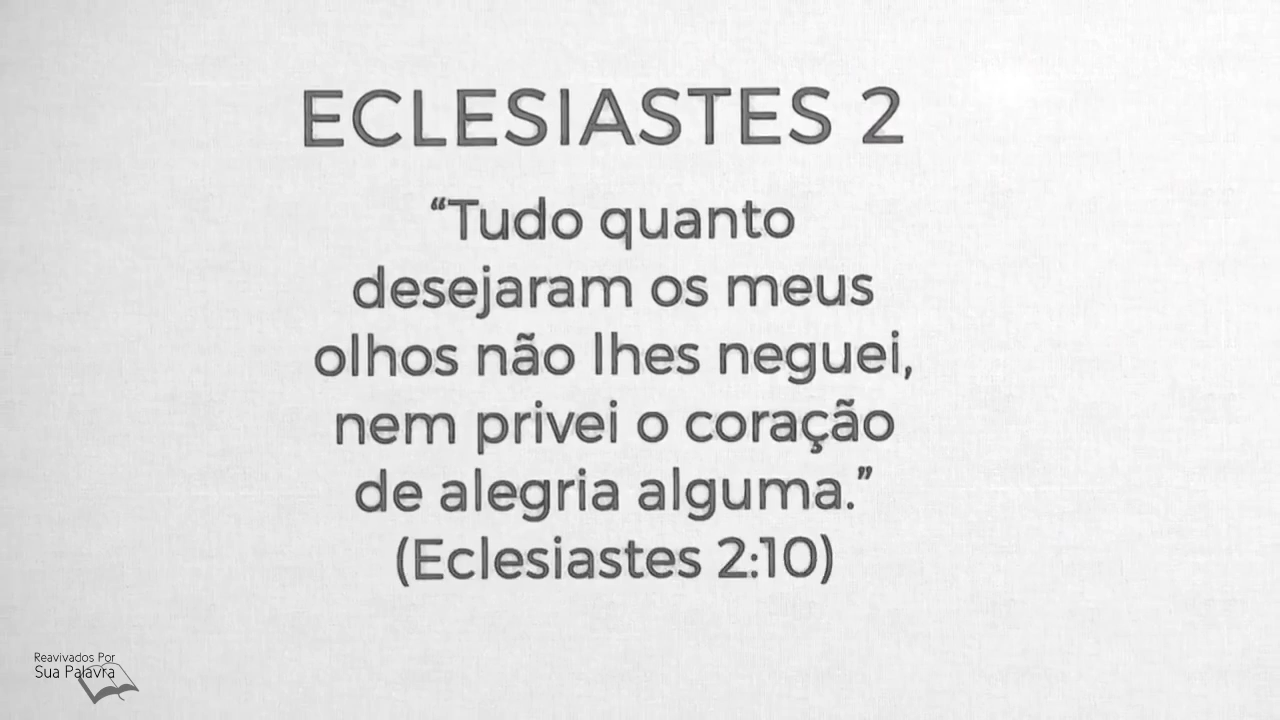 ECLESIASTES 2
“Tudo quanto
desejaram os meus
olhos não lhes neguei,
nem privei o coração
de alegria alguma.”
(Eclesiastes 2:10)
Reavivados Por
Sua Palavra